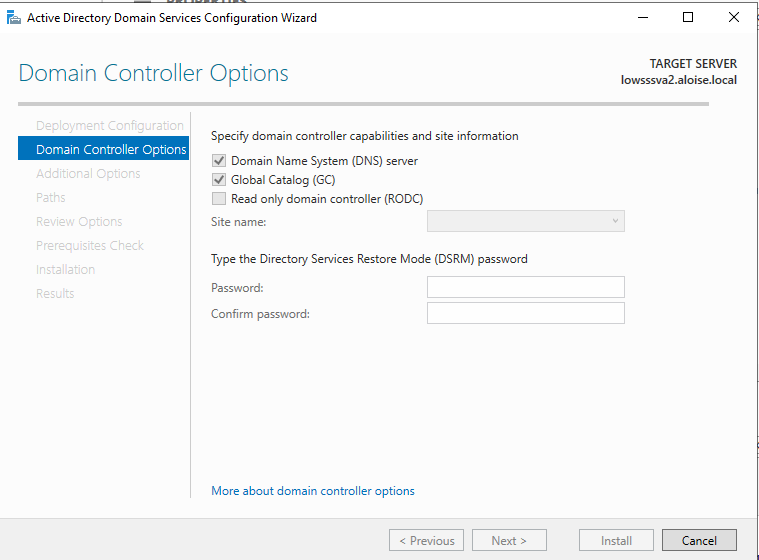 PROPERTIES
Active Directory Domain Services Configuration Wizard
Domain Controller Options
TARGET SERVER
lowsssva2.aloise.local
Deployment Configuration
Domain Controller Options
Additional Options
Paths
Review Options
Prerequisites Check
Installation
Results
Specify domain controller capabilities and site information
Domain Name System (DNS) server
Global Catalog (GC)
Read only domain controller (RODC)
Site name:
Type the Directory Services Restore Mode (DSRM) password
Password:
Confirm password:
More about domain controller options
< Previous
Next >
Install
Cancel